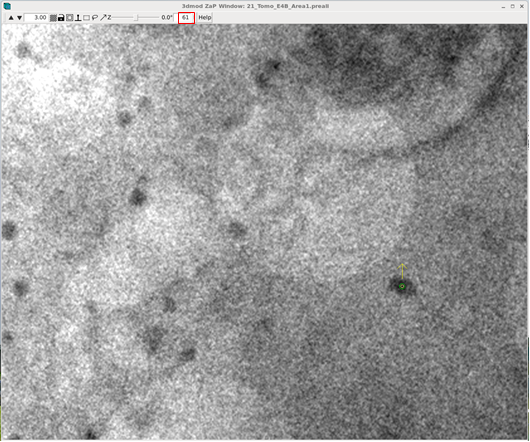 3dmod ZaP Window: 21_Tomo_E4B_Area1.preali
3.00 Z 0.0° 61 Help